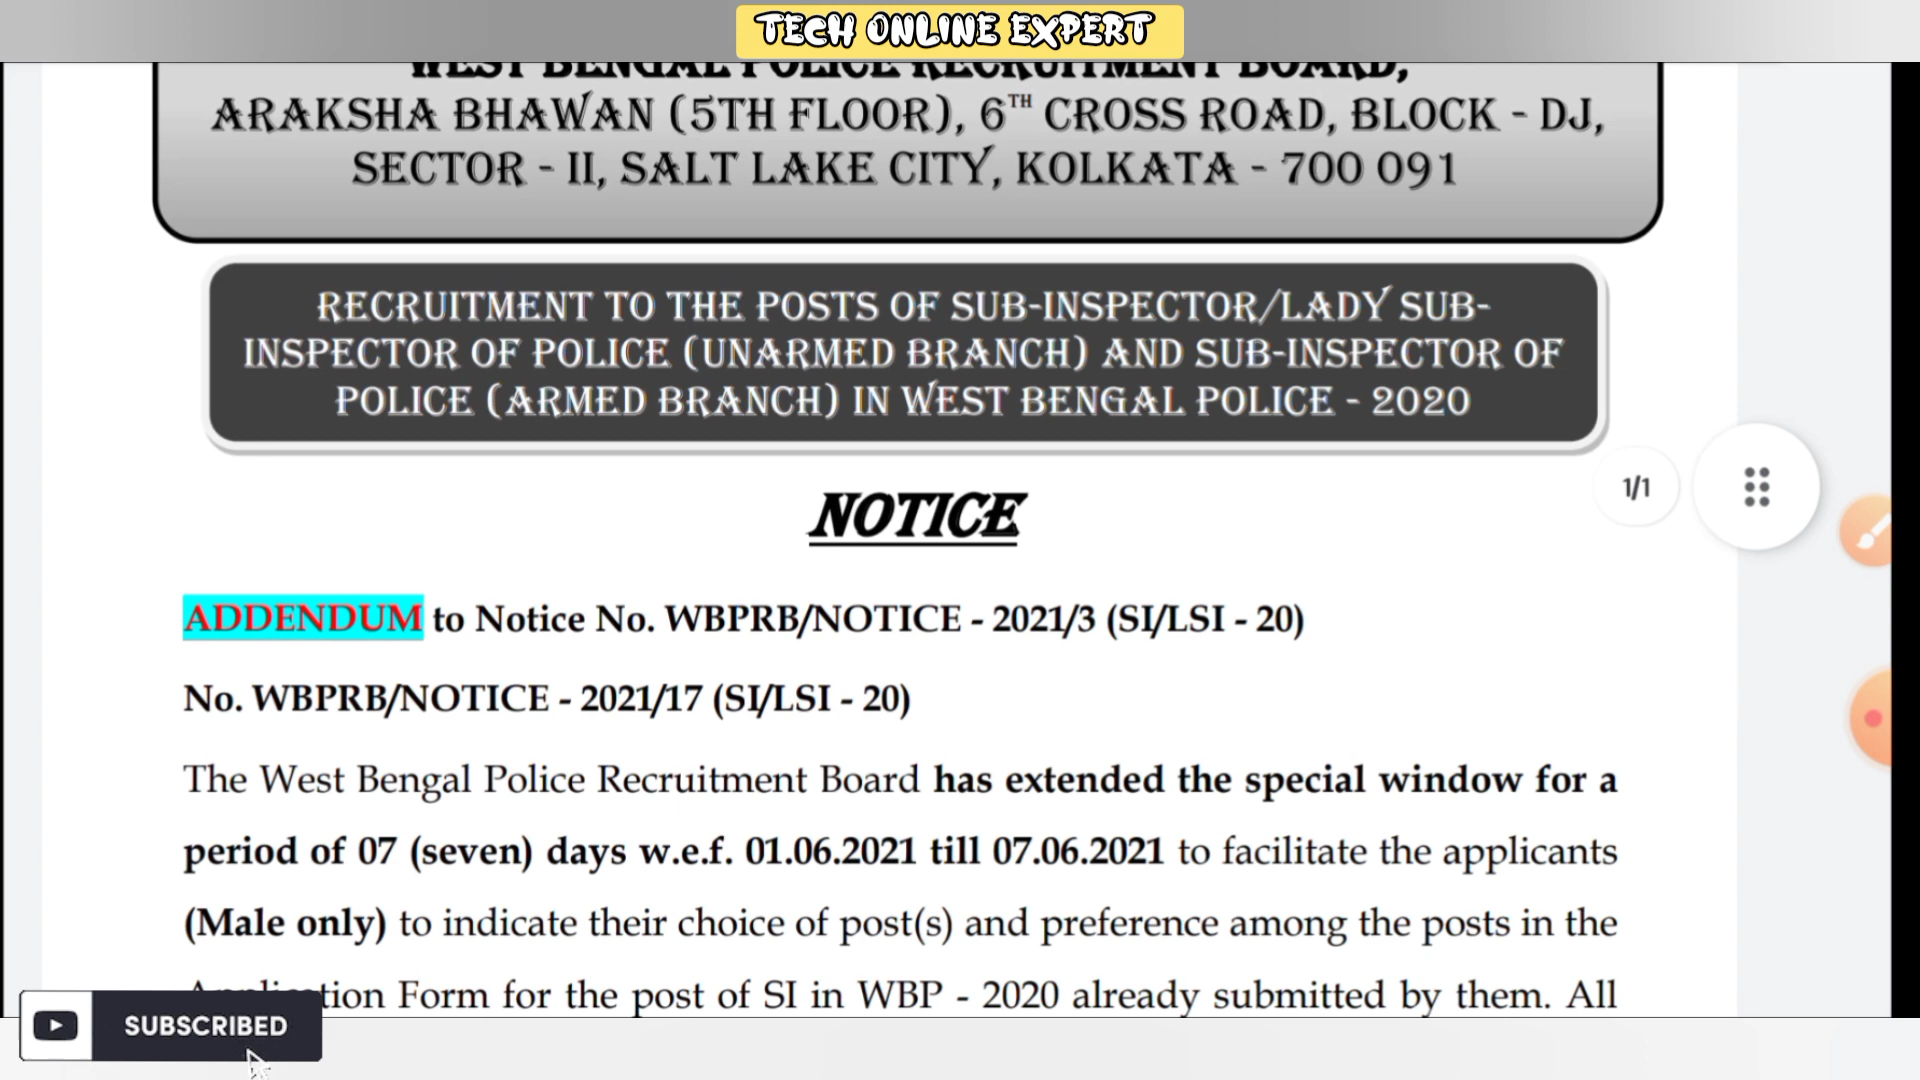 TECH ONLINE EXPERT
WEST BENGAL POLICE RECRUITMENT BOARD,
ARAKSHA BHAWAN (5TH FLOOR), 6TH CROSS ROAD, BLOCK - DJ,
SECTOR - II, SALT LAKE CITY, KOLKATA - 700 091
RECRUITMENT TO THE POSTS OF SUB-INSPECTOR/LADY SUB-
INSPECTOR OF POLICE (UNARMED BRANCH) AND SUB-INSPECTOR OF
POLICE (ARMED BRANCH) IN WEST BENGAL POLICE - 2020
1/1
NOTICE
ADDENDUM to Notice No. WBPRB/NOTICE - 2021/3 (SI/LSI - 20)
No. WBPRB/NOTICE - 2021/17 (SI/LSI - 20)
The West Bengal Police Recruitment Board has extended the special window for a
period of 07 (seven) days w.e.f. 01.06.2021 till 07.06.2021 to facilitate the applicants
(Male only) to indicate their choice of post(s) and preference among the posts in the
Application Form for the post of SI in WBP - 2020 already submitted by them. All
SUBSCRIBED